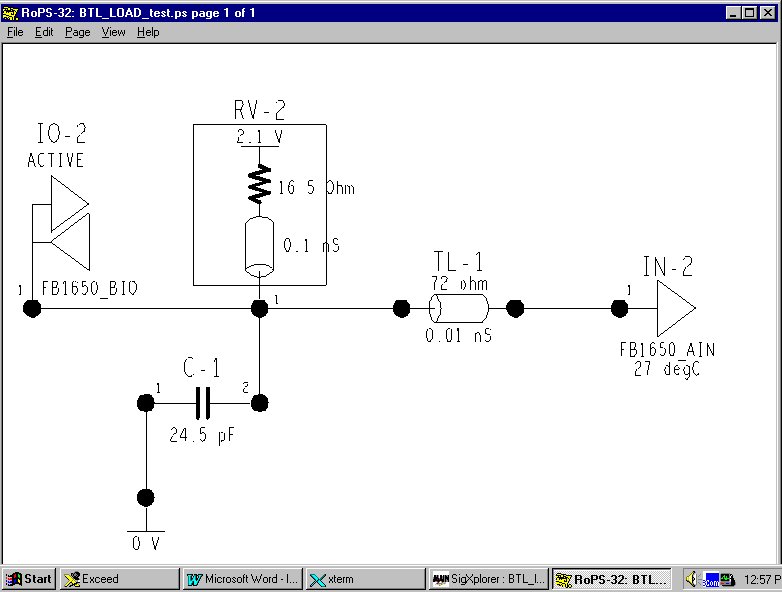 RoPS-32: BTL_LOAD_test.ps page 1 of 1
File Edit Page View Help
RV-2
2.1 V
16 5 Ohm
0.1 nS
IO-2
ACTIVE
1
FB1650_BIO
1
TL-1
72 ohm
0.01 nS
IN-2
1
FB1650_AIN
27 degC
C-1
1
2
24.5 pF
0 V
Start
Exceed
Microsoft Word - I...
xterm
SigXplorer : BTL_l...
RoPS-32: BTL...
12:57 P